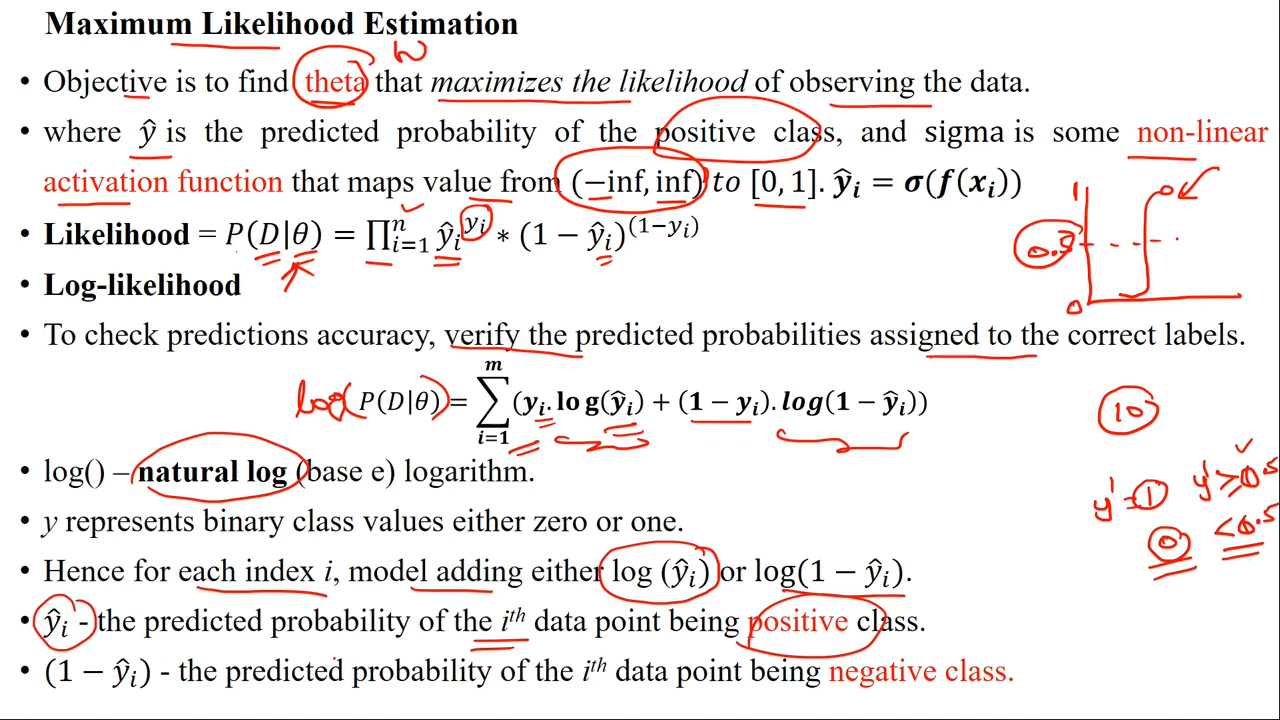 Maximum Likelihood Estimation
w
• Objective is to find theta that maximizes the likelihood of observing the data.
• where ŷ is the predicted probability of the positive class, and sigma is some non-linear
activation function that maps value from (−inf, inf) to [0, 1]. ŷᵢ = σ(f(xᵢ))
1
• Likelihood = P(D|θ) = ∏ⁿᵢ₌₁ ŷᵢ^yᵢ * (1 − ŷᵢ)^(1−yᵢ)
0
• Log-likelihood
• To check predictions accuracy, verify the predicted probabilities assigned to the correct labels.
log( P(D|θ) ) = ∑ᵐᵢ₌₁ (yᵢ. log(ŷᵢ) + (1 − yᵢ). log(1 − ŷᵢ))
10
• log() – natural log (base e) logarithm.
y' = 1 y' ≥ 0.5
• y represents binary class values either zero or one.
0 < 0.5
• Hence for each index i, model adding either log (ŷᵢ) or log(1 − ŷᵢ).
• ŷᵢ - the predicted probability of the iᵗʰ data point being positive class.
• (1 − ŷᵢ) - the predicted probability of the iᵗʰ data point being negative class.